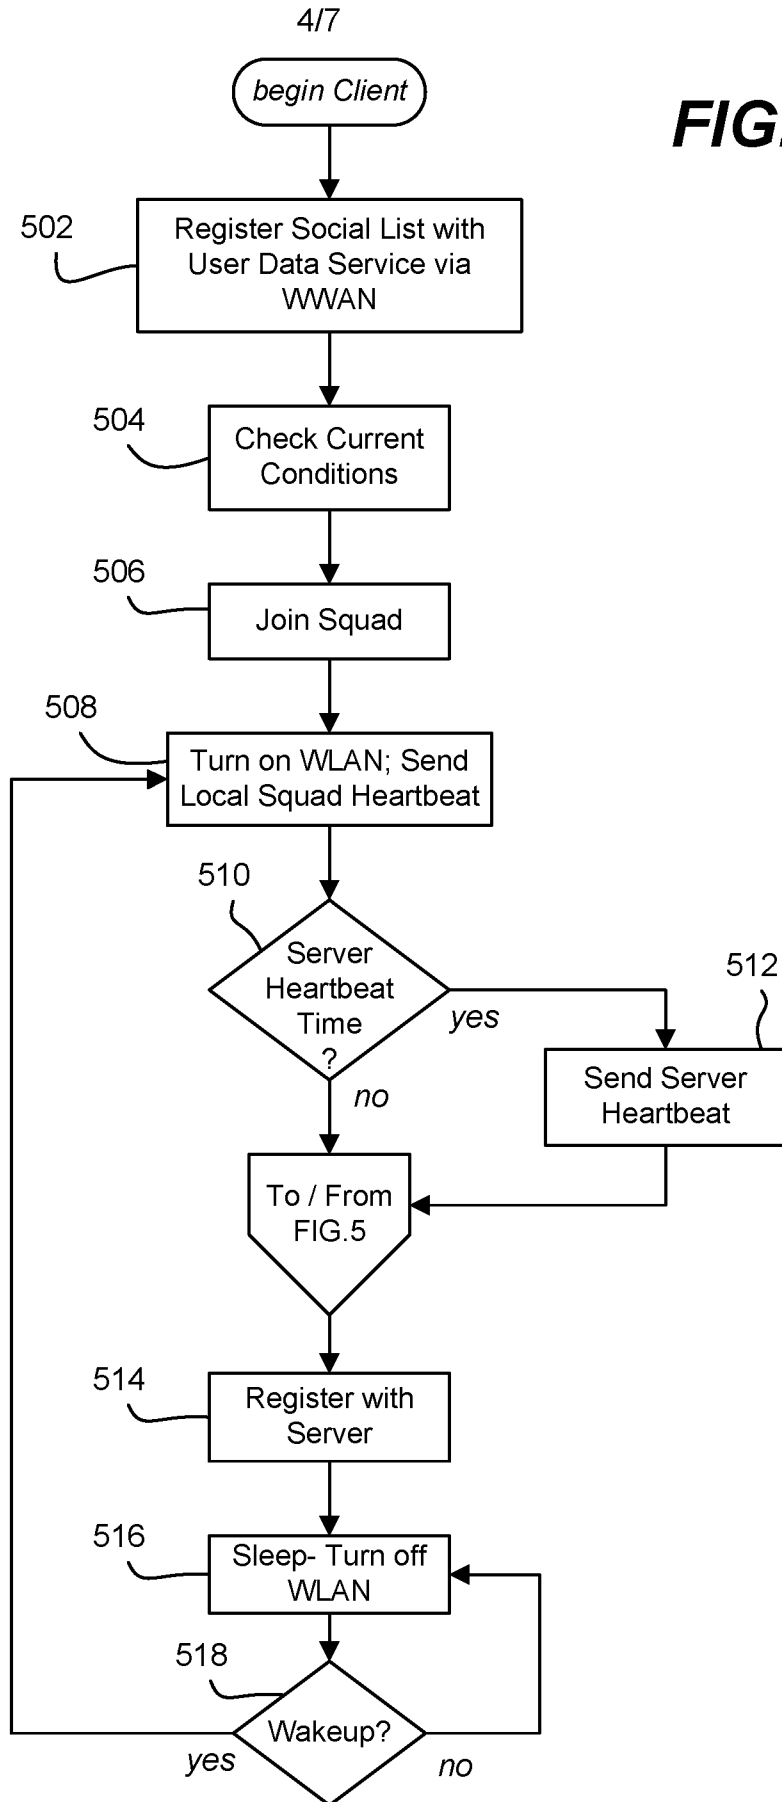 4/7
begin Client
FIG.
502
Register Social List with
User Data Service via
WWAN
504
Check Current
Conditions
506
Join Squad
508
Turn on WLAN; Send
Local Squad Heartbeat
510
Server
Heartbeat
Time
?
yes
no
512
Send Server
Heartbeat
To / From
FIG.5
514
Register with
Server
516
Sleep- Turn off
WLAN
518
Wakeup?
yes
no